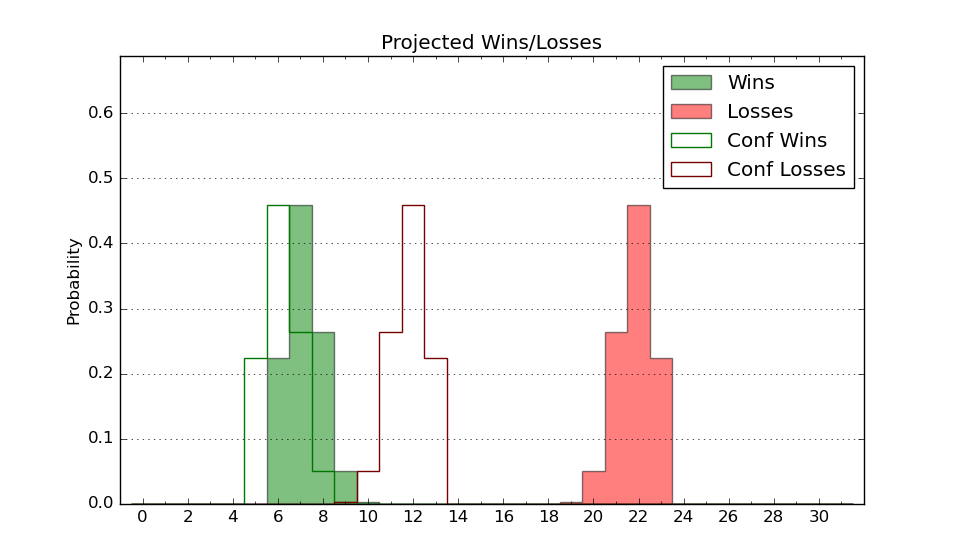 Projected Wins/Losses
Wins
Losses
Conf Wins
Conf Losses
Probability
0.6
0.5
0.4
0.3
0.2
0.1
0.0
0 2 4 6 8 10 12 14 16 18 20 22 24 26 28 30